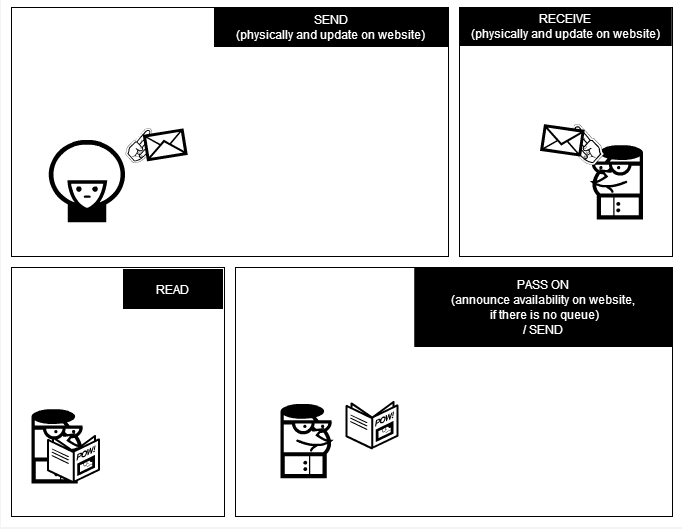 SEND
(physically and update on website)
RECEIVE
(physically and update on website)
READ
POW!
PASS ON
(announce availability on website,
if there is no queue)
/ SEND
POW!